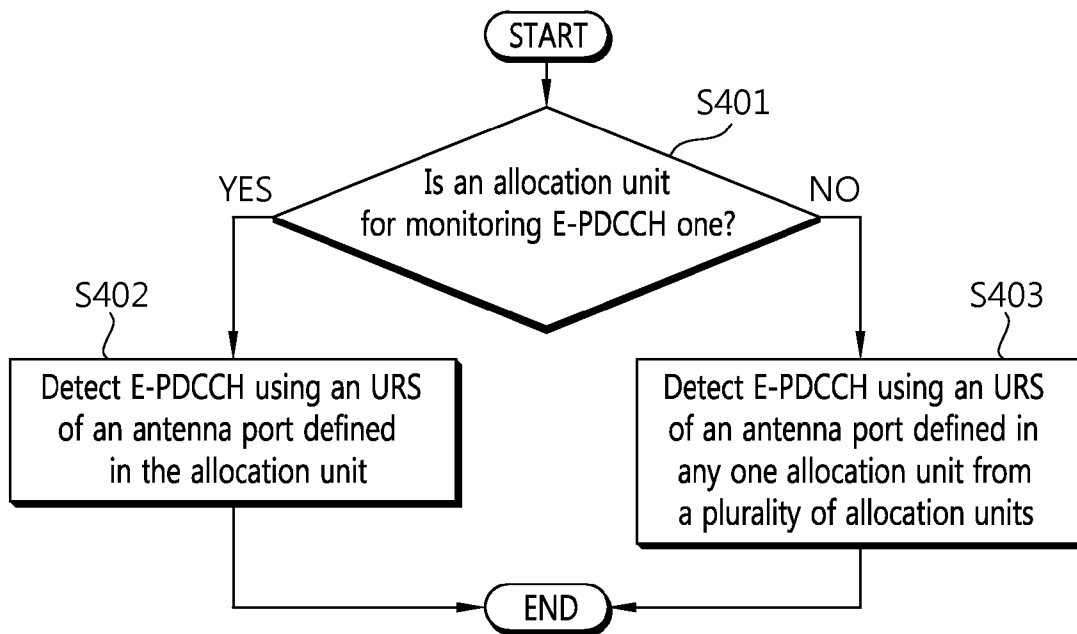 START
S401
Is an allocation unit
for monitoring E-PDCCH one?
YES
NO
S402
Detect E-PDCCH using an URS
of an antenna port defined
in the allocation unit
S403
Detect E-PDCCH using an URS
of an antenna port defined in
any one allocation unit from
a plurality of allocation units
END